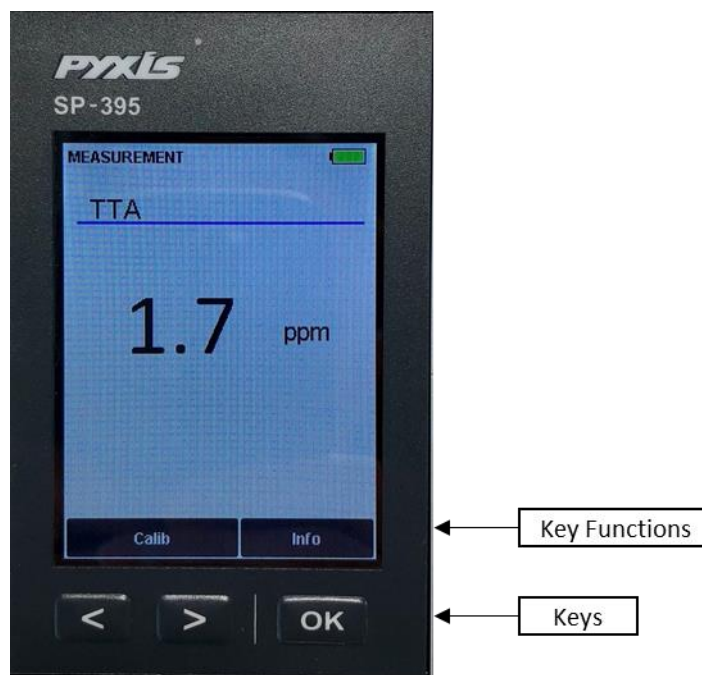 PYXIS
SP-395
MEASUREMENT
TTA
1.7 ppm
Calib Info
Key Functions
< > OK
Keys